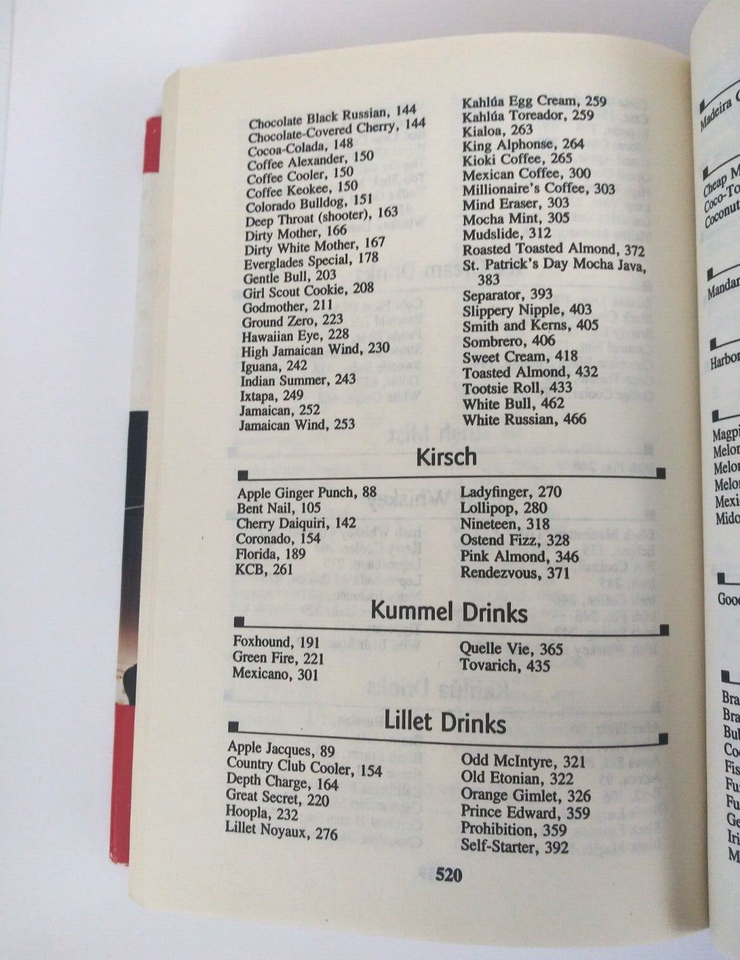 Chocolate Black Russian, 144
Chocolate-Covered Cherry, 144
Cocoa-Colada, 148
Coffee Alexander, 150
Coffee Cooler, 150
Coffee Keokee, 150
Colorado Bulldog, 151
Deep Throat (shooter), 163
Dirty Mother, 166
Dirty White Mother, 167
Everglades Special, 178
Gentle Bull, 203
Girl Scout Cookie, 208
Godmother, 211
Ground Zero, 223
Hawaiian Eye, 228
High Jamaican Wind, 230
Iguana, 242
Indian Summer, 243
Ixtapa, 249
Jamaican, 252
Jamaican Wind, 253
Kahlúa Egg Cream, 259
Kahlúa Toreador, 259
Kialoa, 263
King Alphonse, 264
Kioki Coffee, 265
Mexican Coffee, 300
Millionaire's Coffee, 303
Mind Eraser, 303
Mocha Mint, 305
Mudslide, 312
Roasted Toasted Almond, 372
St. Patrick's Day Mocha Java,
383
Separator, 393
Slippery Nipple, 403
Smith and Kerns, 405
Sombrero, 406
Sweet Cream, 418
Toasted Almond, 432
Tootsie Roll, 433
White Bull, 462
White Russian, 466
Kirsch
Apple Ginger Punch, 88
Bent Nail, 105
Cherry Daiquiri, 142
Coronado, 154
Florida, 189
KCB, 261
Ladyfinger, 270
Lollipop, 280
Nineteen, 318
Ostend Fizz, 328
Pink Almond, 346
Rendezvous, 371
Kummel Drinks
Foxhound, 191
Green Fire, 221
Mexicano, 301
Quelle Vie, 365
Tovarich, 435
Lillet Drinks
Apple Jacques, 89
Country Club Cooler, 154
Depth Charge, 164
Great Secret, 220
Hoopla, 232
Lillet Noyaux, 276
Odd McIntyre, 321
Old Etonian, 322
Orange Gimlet, 326
Prince Edward, 359
Prohibition, 359
Self-Starter, 392
520
Madeira
Cheap